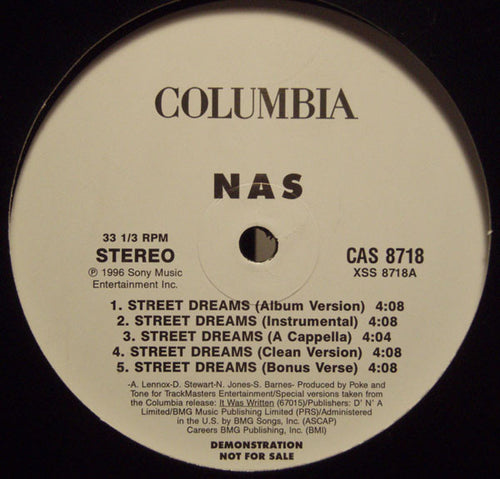 COLUMBIA
NAS
33 1/3 RPM
STEREO
℗ 1996 Sony Music
Entertainment Inc.
CAS 8718
XSS 8718A
1. STREET DREAMS (Album Version) 4:08
2. STREET DREAMS (Instrumental) 4:08
3. STREET DREAMS (A Cappella) 4:04
4. STREET DREAMS (Clean Version) 4:08
5. STREET DREAMS (Bonus Verse) 4:08
-A. Lennox-D. Stewart-N. Jones-S. Barnes- Produced by Poke and
Tone for TrackMasters Entertainment/Special versions taken from
the Columbia release: It Was Written (67015)/Publishers: D' N' A
Limited/BMG Music Publishing Limited (PRS)/Administered
in the U.S. by BMG Songs, Inc. (ASCAP)
Careers BMG Publishing, Inc. (BMI)
DEMONSTRATION
NOT FOR SALE